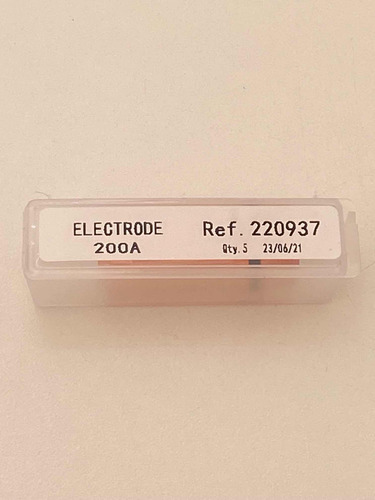 ELECTRODE Ref. 220937
200A Qty. 5 23/06/21